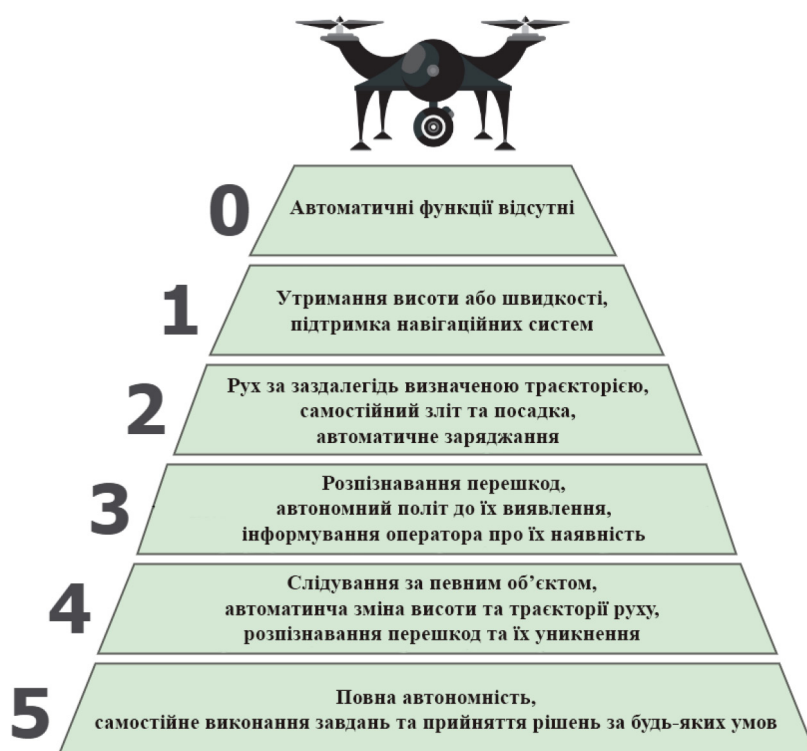 0
Автоматичні функції відсутні
1
Утримання висоти або швидкості,
підтримка навігаційних систем
2
Рух за заздалегідь визначеною траєкторією,
самостійний зліт та посадка,
автоматичне заряджання
3
Розпізнавання перешкод,
автономний політ до їх виявлення,
інформування оператора про їх наявність
4
Слідування за певним об’єктом,
автоматинча зміна висоти та траєкторії руху,
розпізнавання перешкод та їх уникнення
5
Повна автономність,
самостійне виконання завдань та прийняття рішень за будь-яких умов